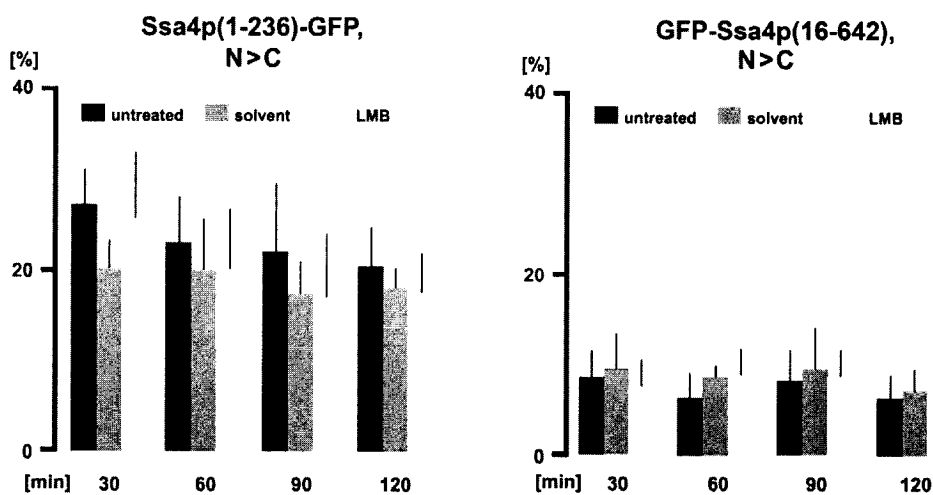 Ssa4p(1-236)-GFP,
N>C
[%]
40
untreated solvent LMB
20
0
[min] 30 60 90 120
GFP-Ssa4p(16-642),
N>C
[%]
40
untreated solvent LMB
20
0
[min] 30 60 90 120